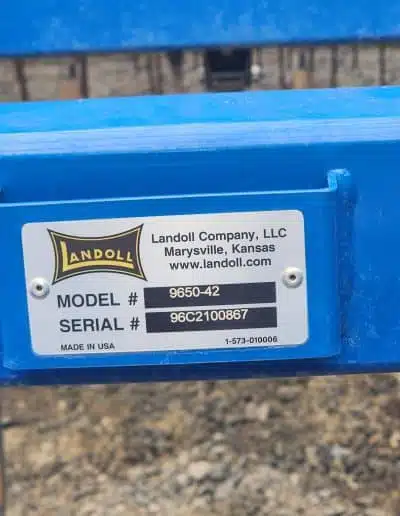 LANDOLL
Landoll Company, LLC
Marysville, Kansas
www.landoll.com
MODEL # 9650-42
SERIAL # 96C2100867
MADE IN USA 1-573-010006